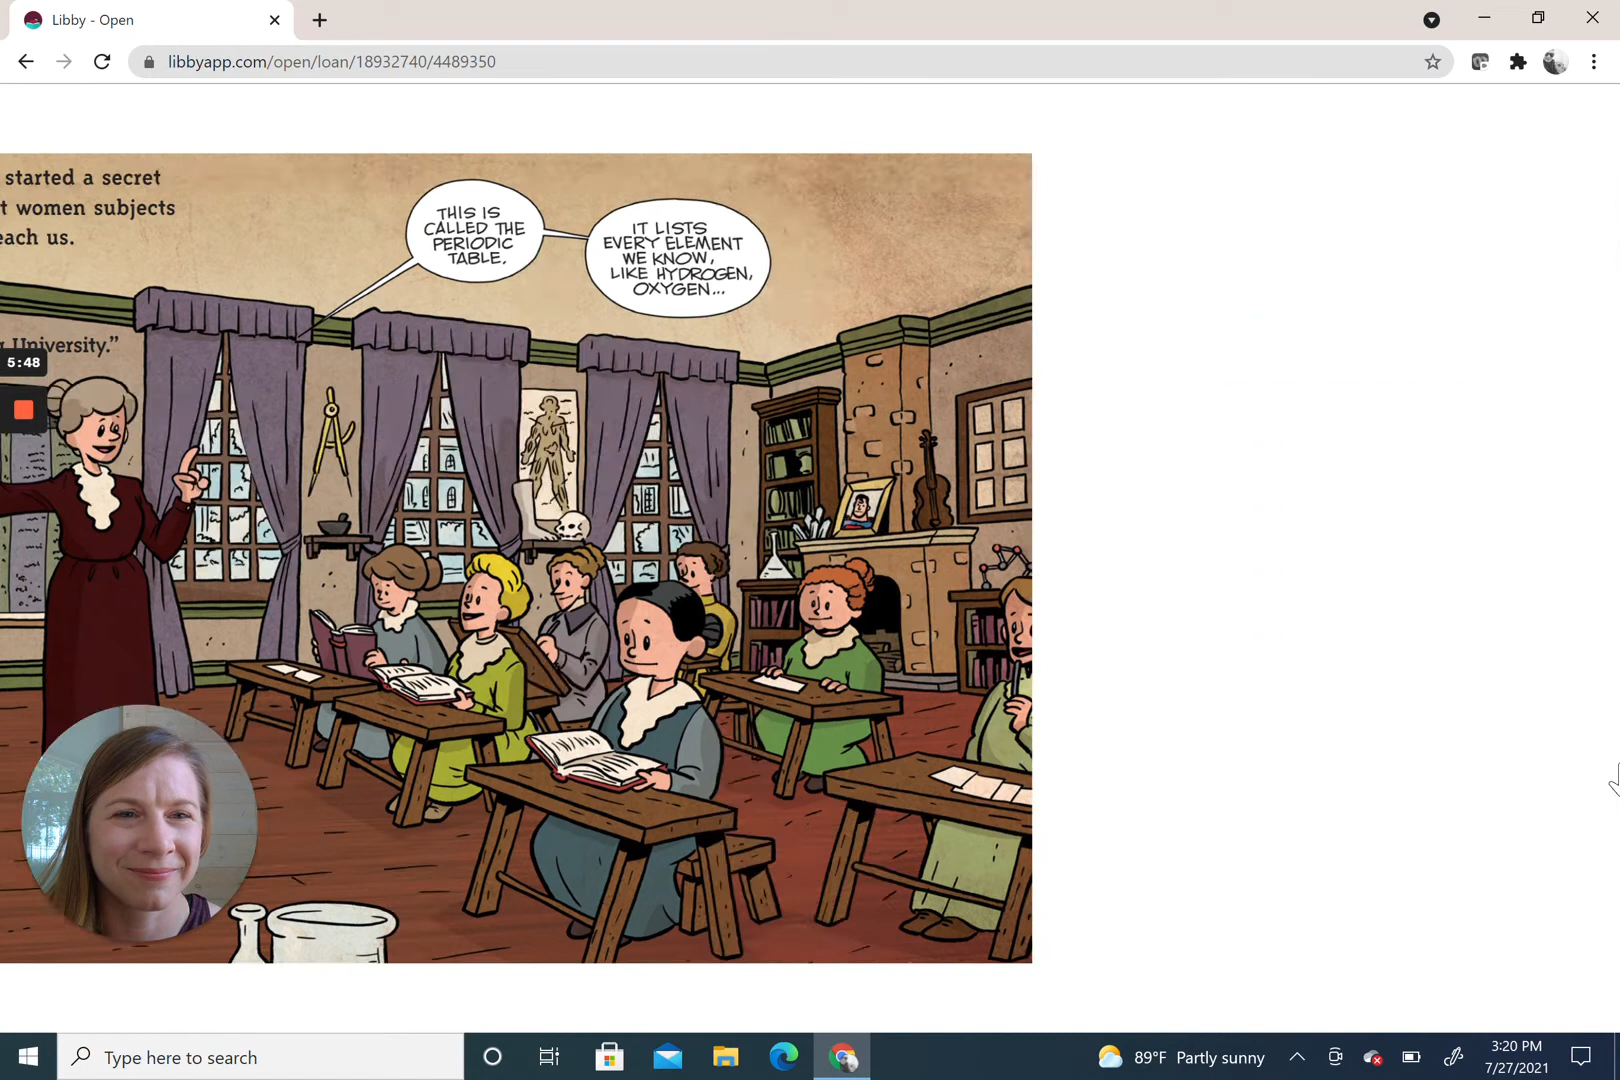 Libby - Open
libbyapp.com/open/loan/18932740/4489350
started a secret
t women subjects
each us.
THIS IS
CALLED THE
PERIODIC
TABLE.
IT LISTS
EVERY ELEMENT
WE KNOW,
LIKE HYDROGEN,
OXYGEN...
g University.”
5:48
Type here to search
89°F Partly sunny
3:20 PM
7/27/2021